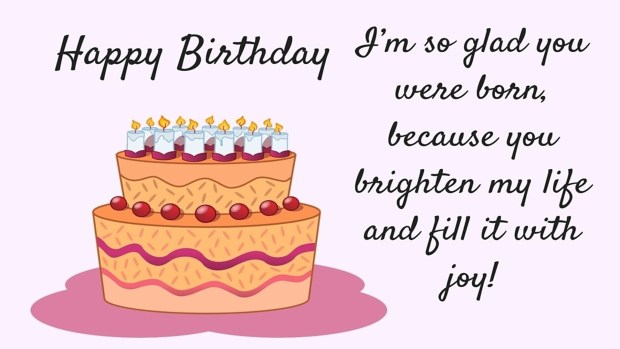 Happy Birthday
I'm so glad you
were born,
because you
brighten my life
and fill it with
joy!